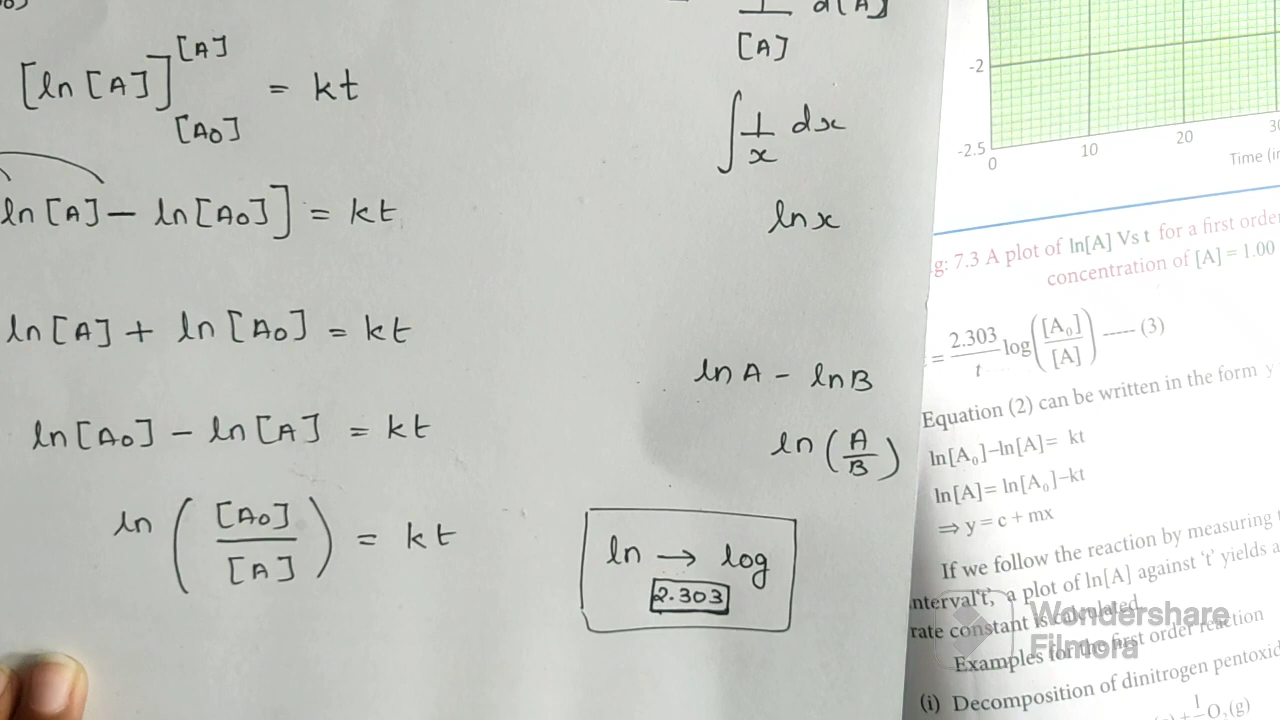 [ln [A]]^[A]_[A₀] = kt
ln [A] – ln [A₀]] = kt
ln [A] + ln [A₀] = kt
ln [A₀] – ln [A] = kt
ln ([A₀]/[A]) = kt
1/[A] d[A]
∫ 1/x dx
ln x
ln A – ln B
ln (A/B)
ln → log
2.303
-2
-2.5
0 10 20
Time
7.3 A plot of ln[A] Vs t for a first order
concentration of [A] = 1.00
= 2.303/t log([A₀]/[A]) ----- (3)
Equation (2) can be written in the form y
ln[A₀]–ln[A]= kt
ln[A]= ln[A₀]–kt
⇒ y = c + mx
If we follow the reaction by measuring
a plot of ln[A] against 't' yields a
rate constant is calculated
Examples for the first order reaction
(i) Decomposition of dinitrogen pentoxid
½O₂(g)
Wondershare
Filmora